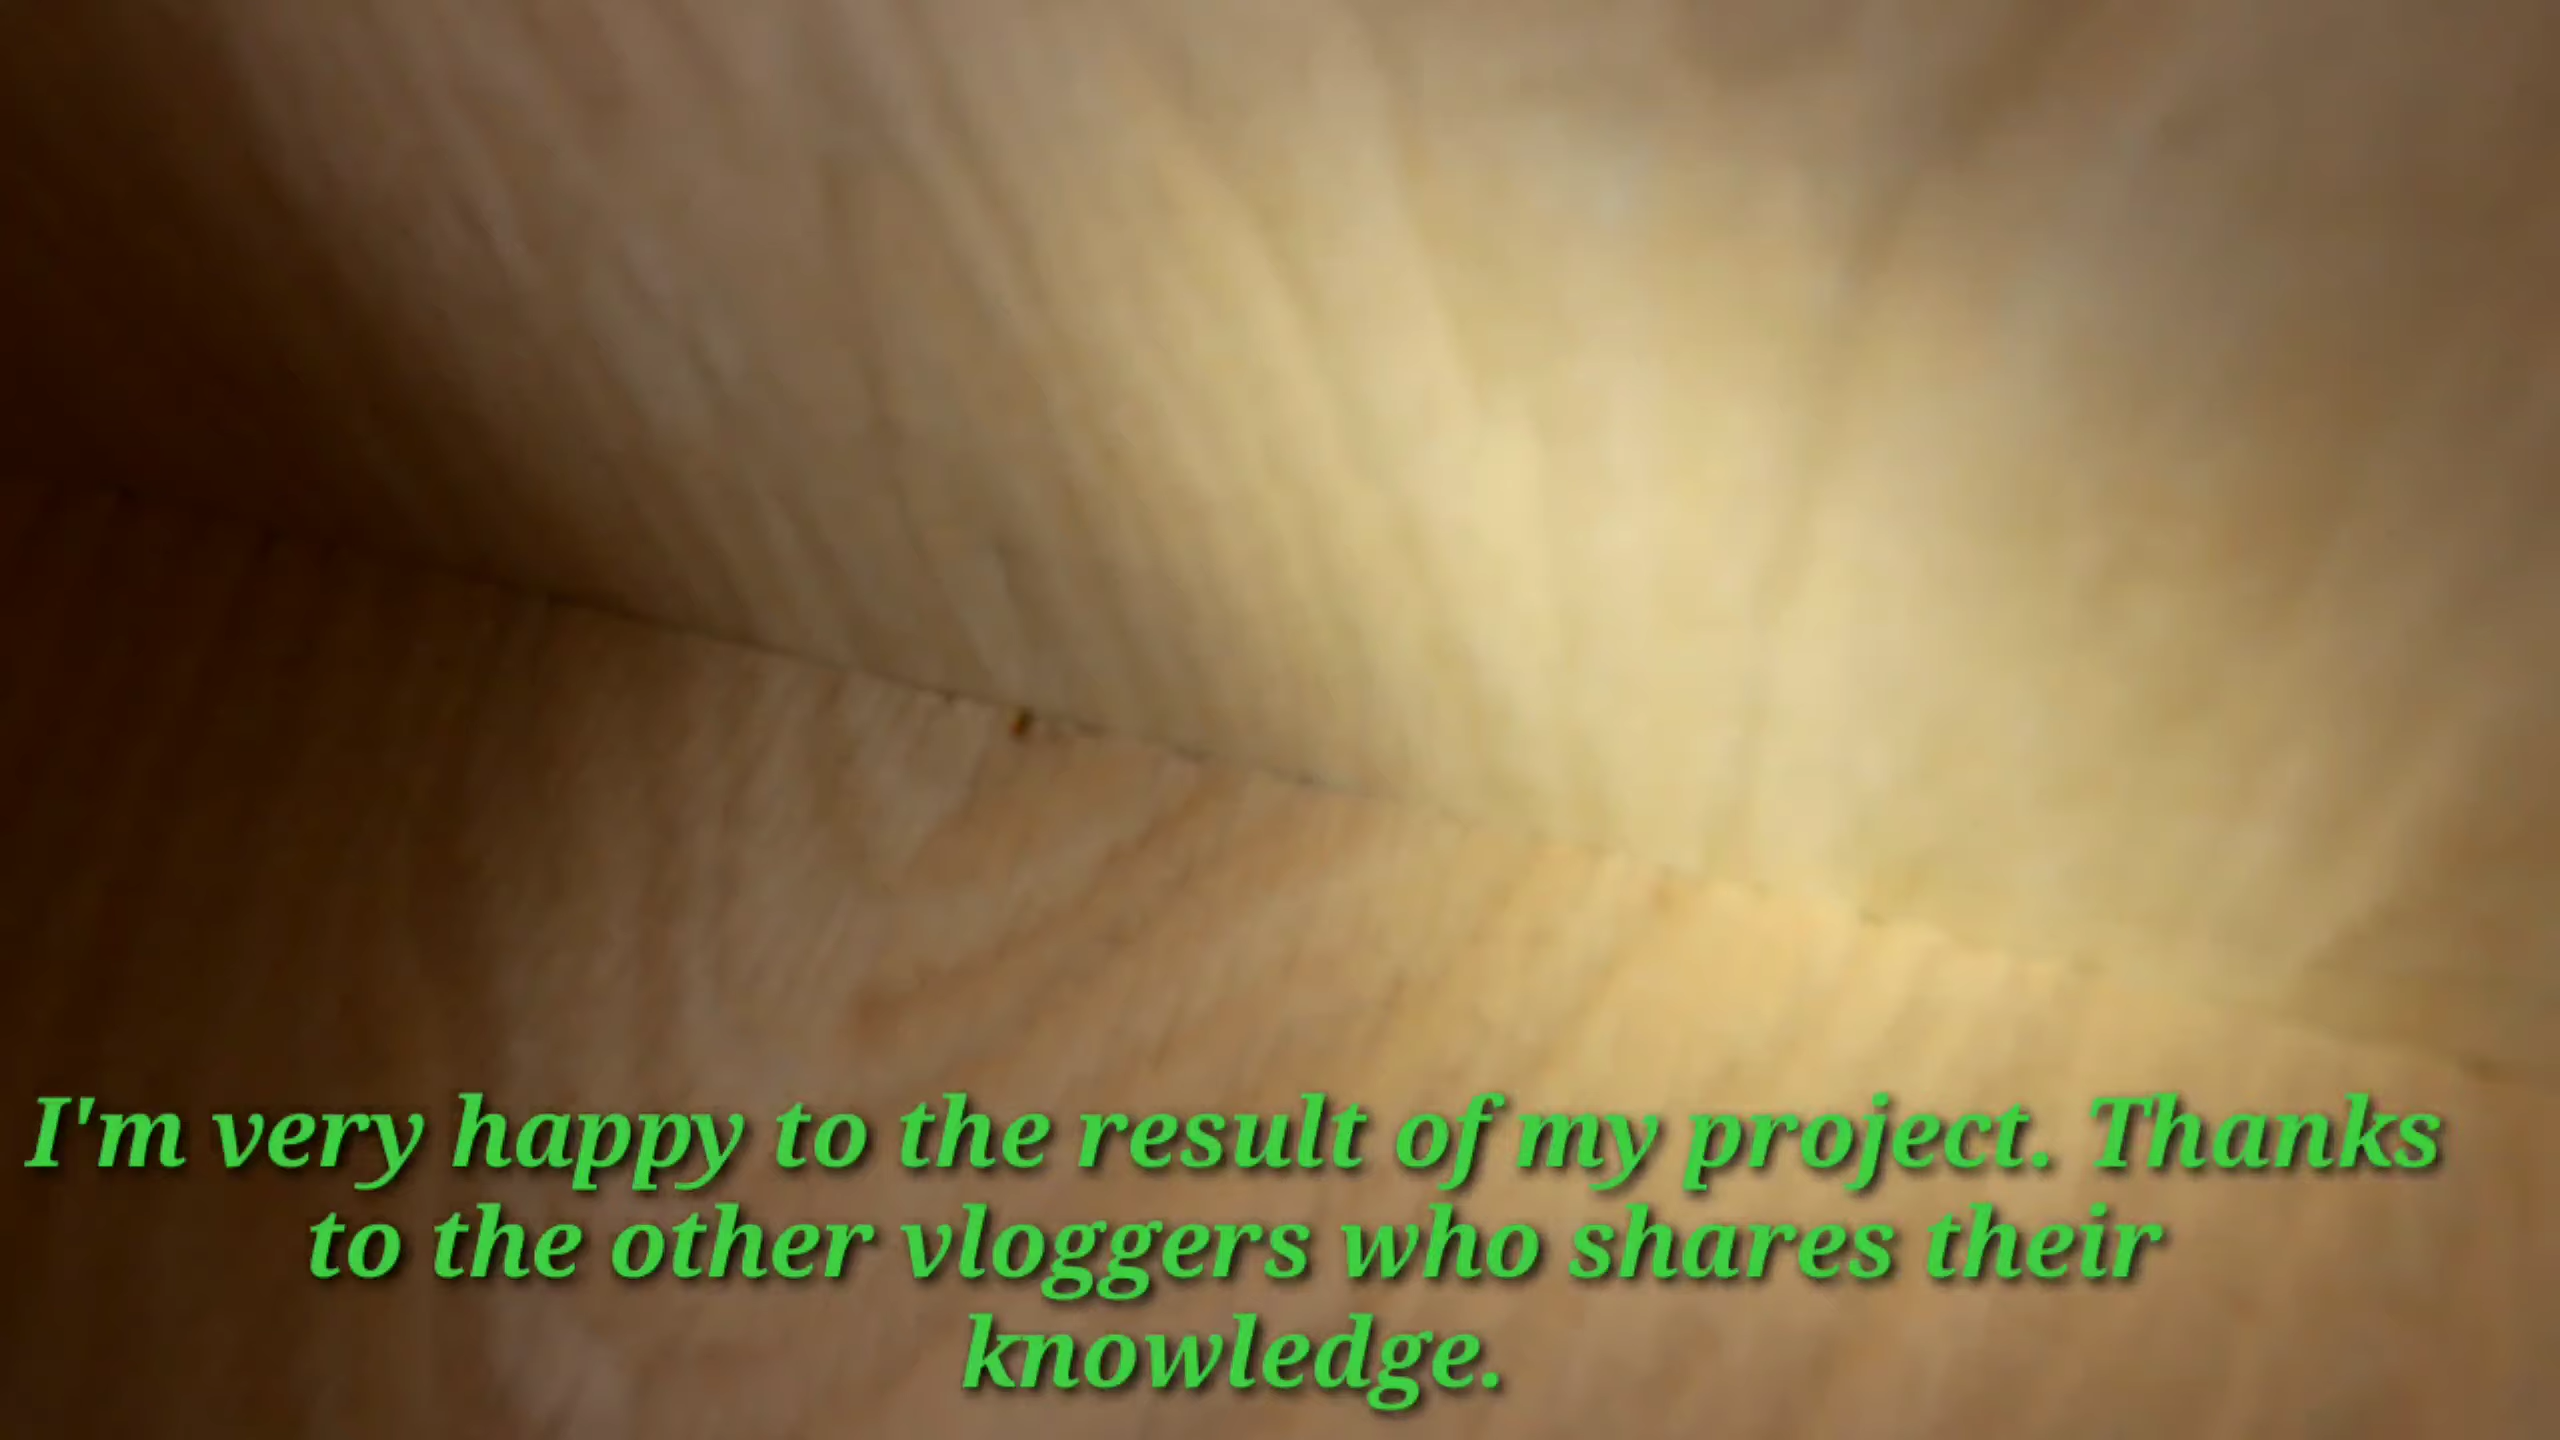 I'm very happy to the result of my project. Thanks
to the other vloggers who shares their
knowledge.